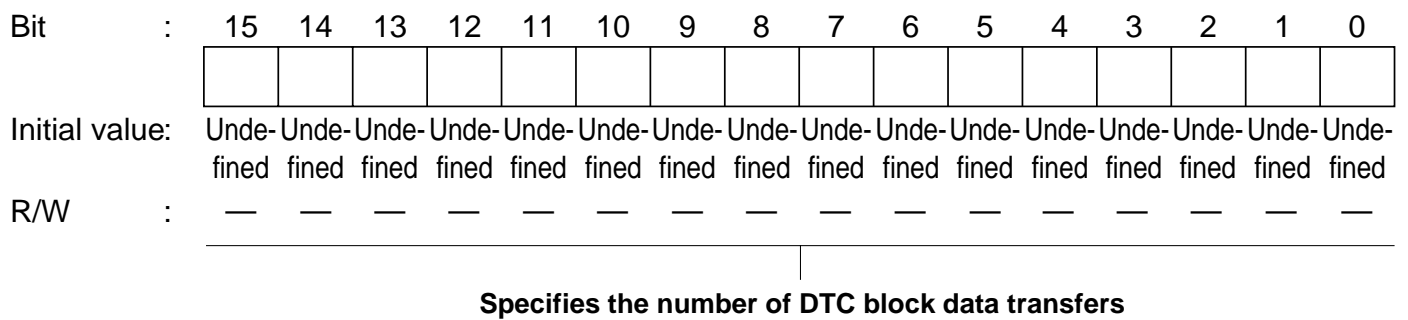 Bit : 15 14 13 12 11 10 9 8 7 6 5 4 3 2 1 0
Initial value: Unde- Unde- Unde- Unde- Unde- Unde- Unde- Unde- Unde- Unde- Unde- Unde- Unde- Unde- Unde- Unde-
fined fined fined fined fined fined fined fined fined fined fined fined fined fined fined fined
R/W : — — — — — — — — — — — — — — — —
Specifies the number of DTC block data transfers